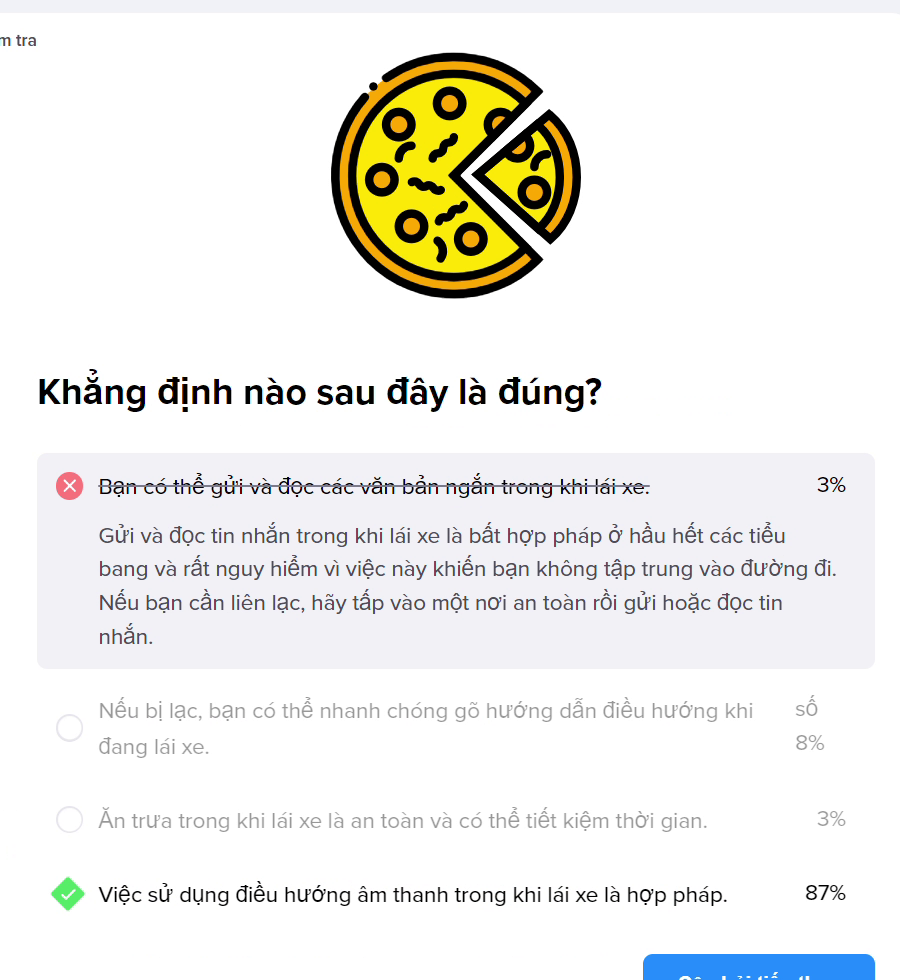 m tra
Khẳng định nào sau đây là đúng?
Bạn có thể gửi và đọc các văn bản ngắn trong khi lái xe.
3%
Gửi và đọc tin nhắn trong khi lái xe là bất hợp pháp ở hầu hết các tiểu
bang và rất nguy hiểm vì việc này khiến bạn không tập trung vào đường đi.
Nếu bạn cần liên lạc, hãy tấp vào một nơi an toàn rồi gửi hoặc đọc tin
nhắn.
Nếu bị lạc, bạn có thể nhanh chóng gõ hướng dẫn điều hướng khi
đang lái xe.
số
8%
Ăn trưa trong khi lái xe là an toàn và có thể tiết kiệm thời gian.
3%
Việc sử dụng điều hướng âm thanh trong khi lái xe là hợp pháp.
87%